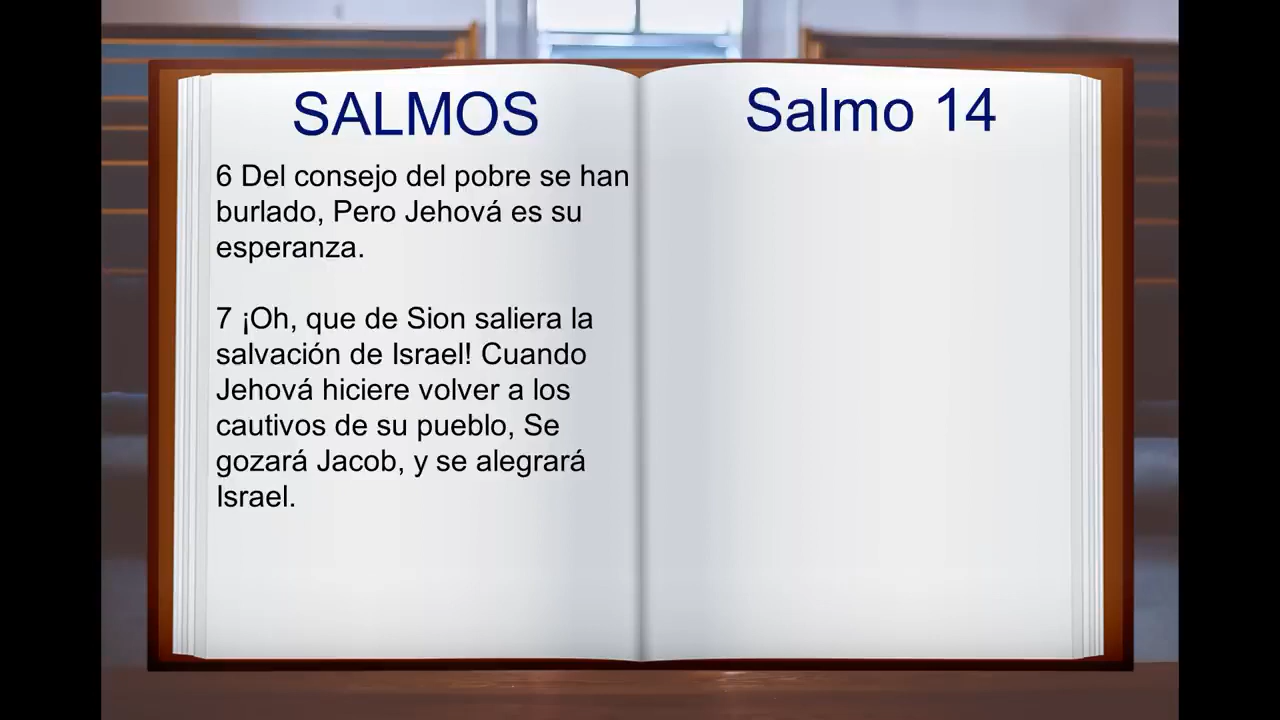 SALMOS
6 Del consejo del pobre se han
burlado, Pero Jehová es su
esperanza.
7 ¡Oh, que de Sion saliera la
salvación de Israel! Cuando
Jehová hiciere volver a los
cautivos de su pueblo, Se
gozará Jacob, y se alegrará
Israel.
Salmo 14